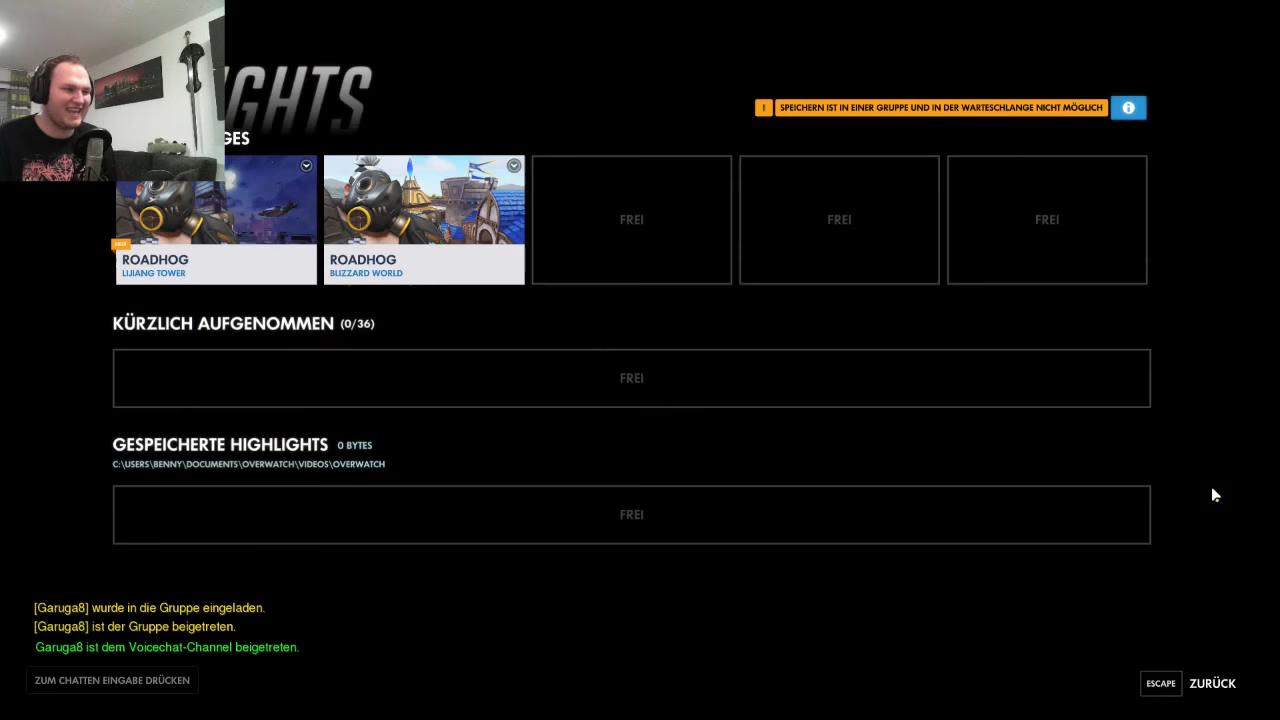 GHTS
GES
! SPEICHERN IST IN EINER GRUPPE UND IN DER WARTESCHLANGE NICHT MÖGLICH
ROADHOG
LIJIANG TOWER
ROADHOG
BLIZZARD WORLD
FREI
FREI
FREI
KÜRZLICH AUFGENOMMEN (0/36)
FREI
GESPEICHERTE HIGHLIGHTS 0 BYTES
C:\USERS\BENNY\DOCUMENTS\OVERWATCH\VIDEOS\OVERWATCH
FREI
[Garuga8] wurde in die Gruppe eingeladen.
[Garuga8] ist der Gruppe beigetreten.
Garuga8 ist dem Voicechat-Channel beigetreten.
ZUM CHATTEN EINGABE DRÜCKEN
ESCAPE ZURÜCK